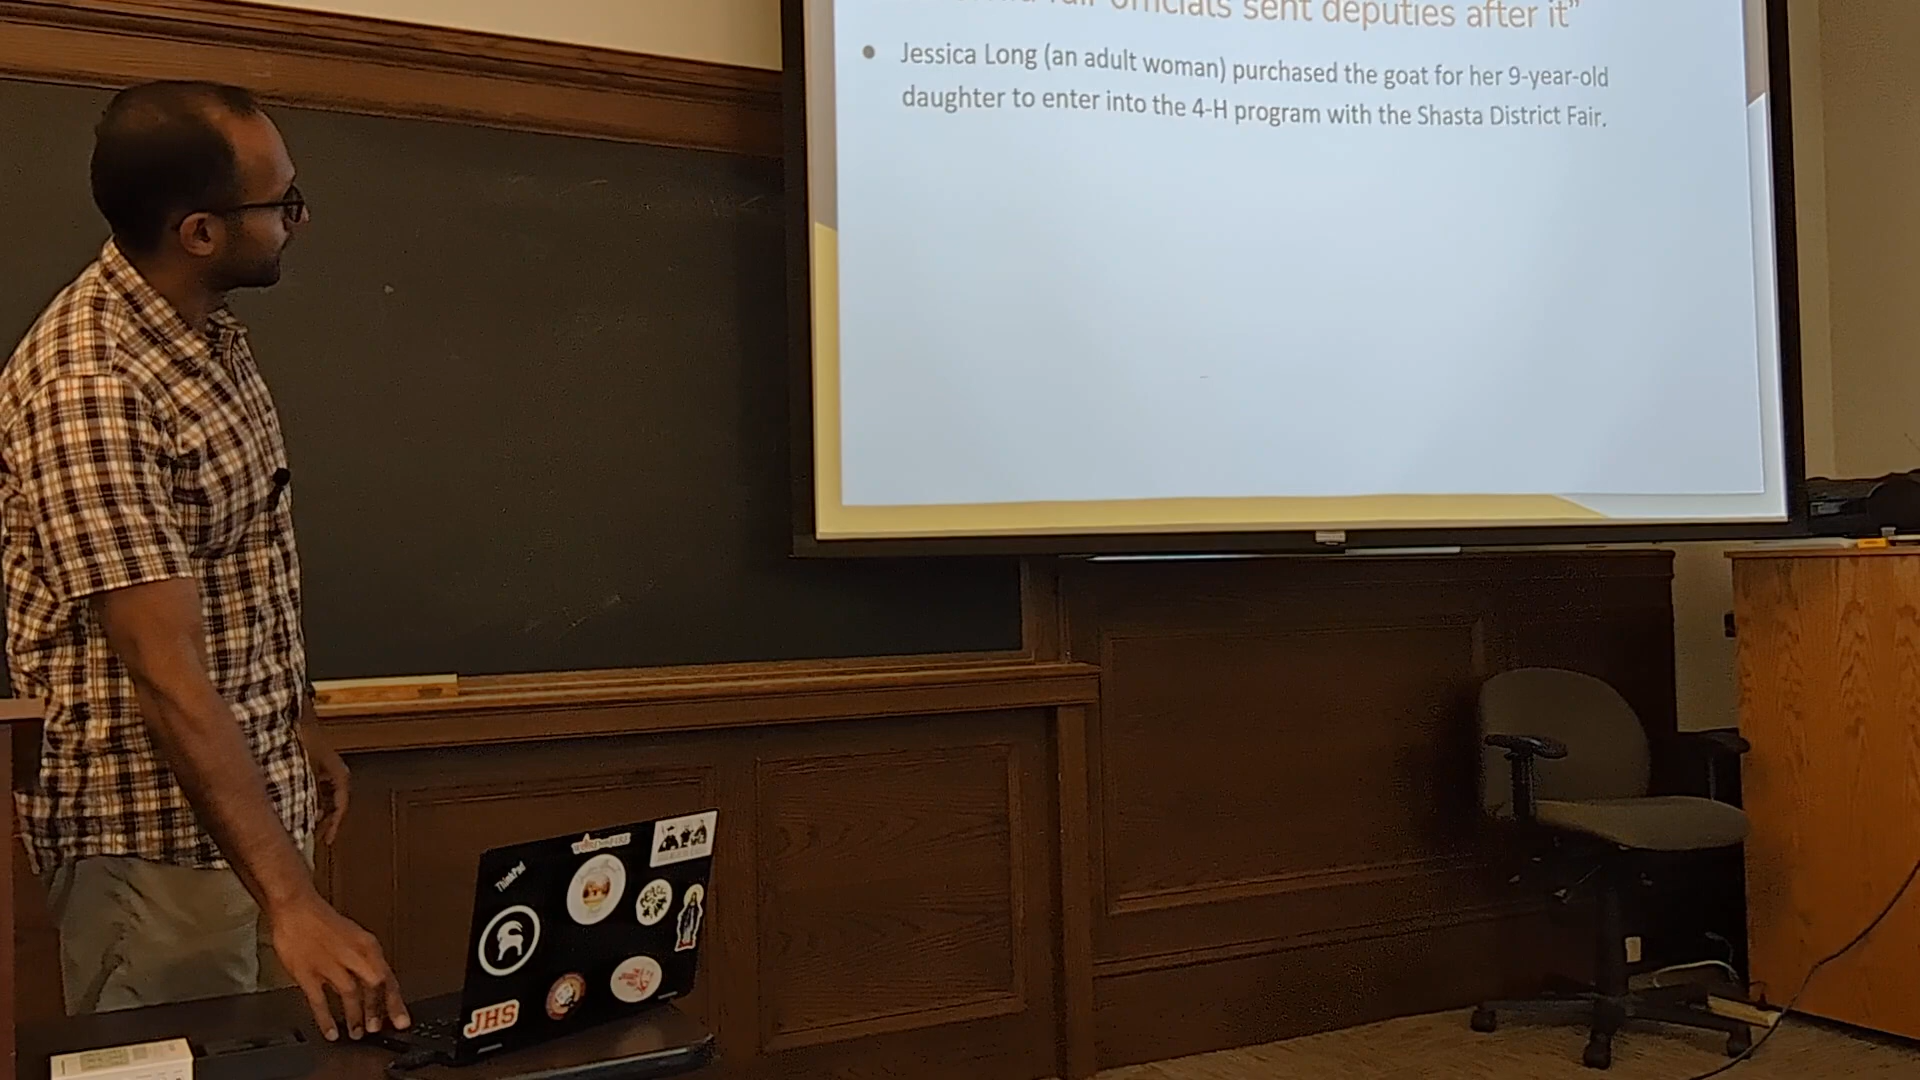 officials sent deputies after it”
Jessica Long (an adult woman) purchased the goat for her 9-year-old
daughter to enter into the 4-H program with the Shasta District Fair.
ThinkPad
JHS